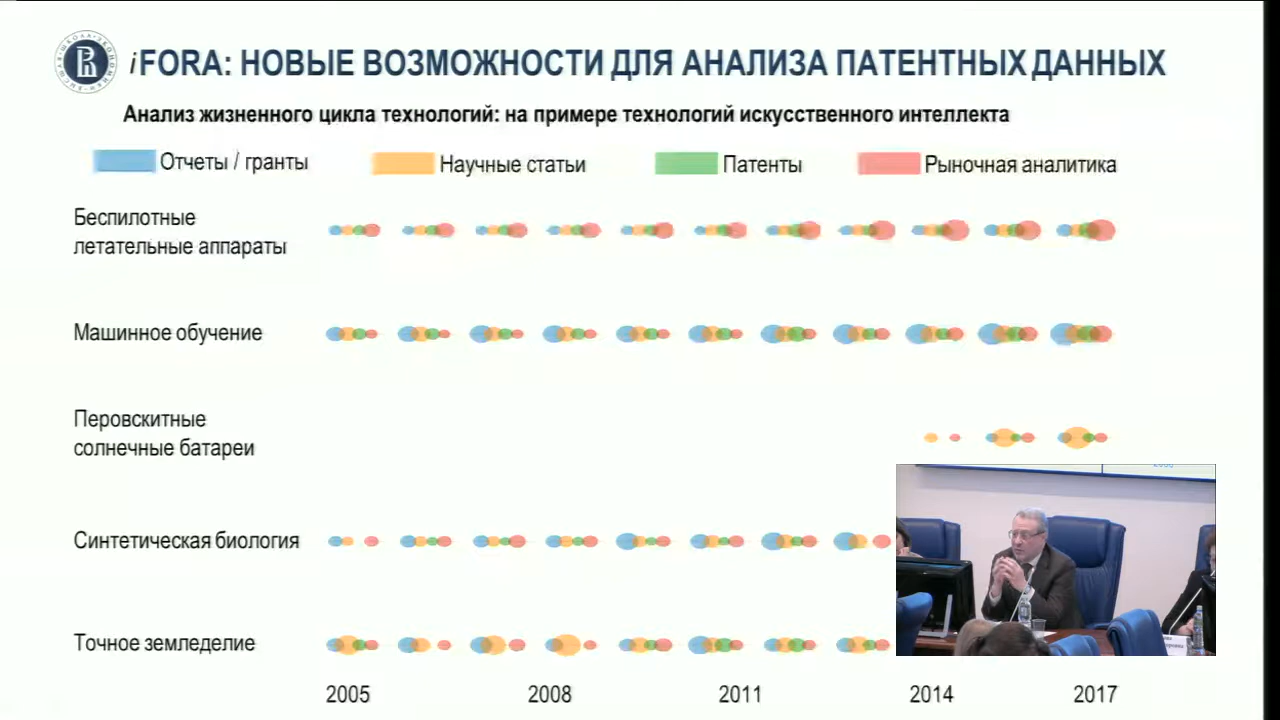 iFORA: НОВЫЕ ВОЗМОЖНОСТИ ДЛЯ АНАЛИЗА ПАТЕНТНЫХ ДАННЫХ
Анализ жизненного цикла технологий: на примере технологий искусственного интеллекта
Отчеты / гранты
Научные статьи
Патенты
Рыночная аналитика
Беспилотные
летательные аппараты
Машинное обучение
Перовскитные
солнечные батареи
Синтетическая биология
Точное земледелие
2005
2008
2011
2014
2017